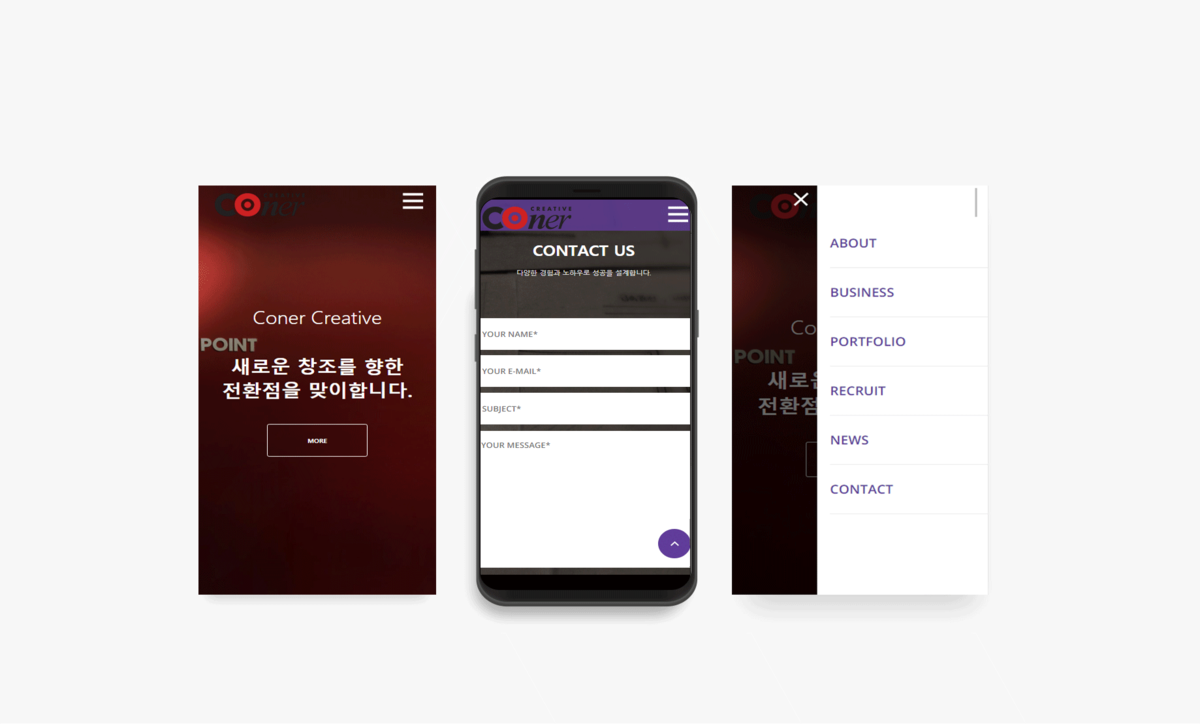 Coner
Coner Creative
POINT
새로운 창조를 향한
전환점을 맞이합니다.
MORE
CREATIVE
Coner
CONTACT US
다양한 경험과 노하우로 성공을 설계합니다.
YOUR NAME*
YOUR E-MAIL*
SUBJECT*
YOUR MESSAGE*
Co
POINT
새로운
전환점
ABOUT
BUSINESS
PORTFOLIO
RECRUIT
NEWS
CONTACT